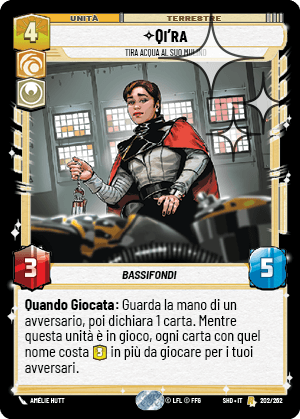 UNITÀ
TERRESTRE
4
Qi'ra
TIRA ACQUA AL SUO MULINO
3
5
BASSIFONDI
Quando Giocata: Guarda la mano di un
avversario, poi dichiara 1 carta. Mentre
questa unità è in gioco, ogni carta con quel
nome costa 3 in più da giocare per i tuoi
avversari.
AMÉLIE HUTT
© LFL © FFG
SHD • IT
202/262